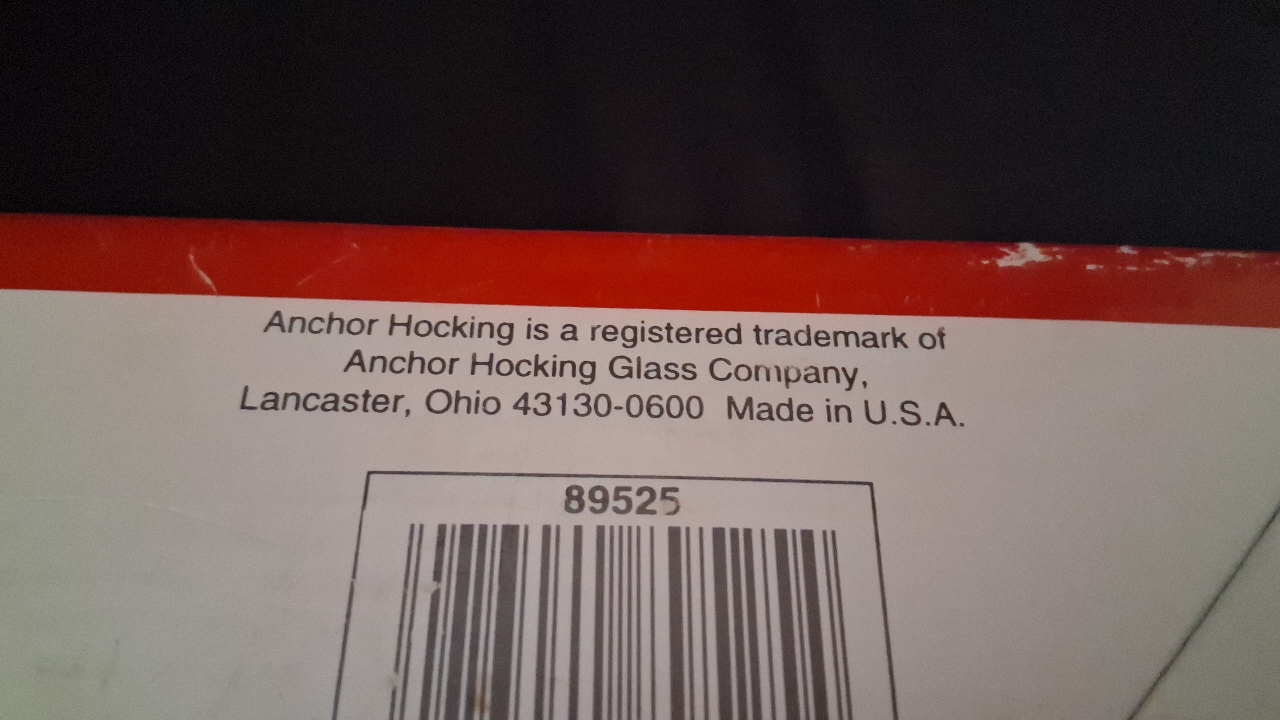 Anchor Hocking is a registered trademark of
Anchor Hocking Glass Company,
Lancaster, Ohio 43130-0600 Made in U.S.A.
89525